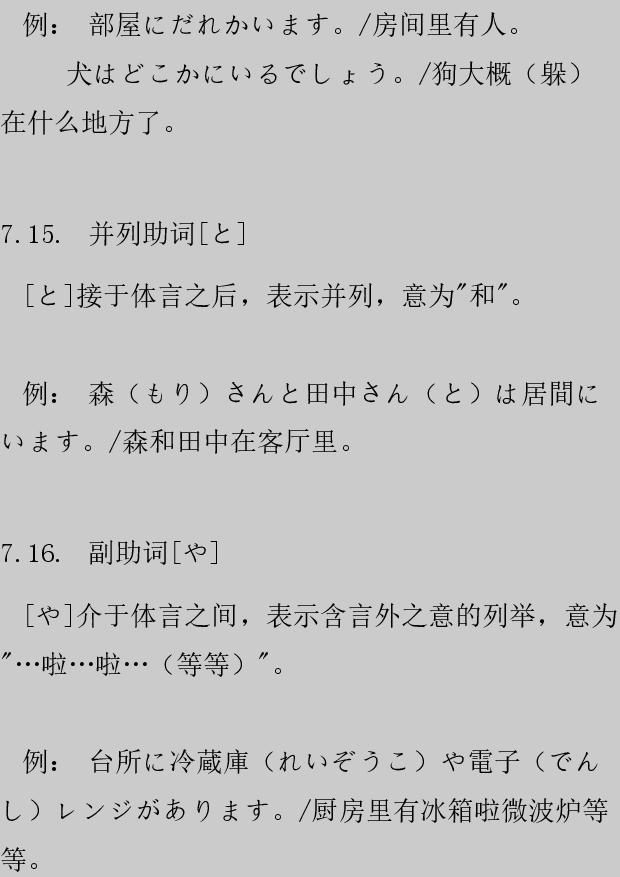 例： 部屋にだれかいます。/房间里有人。
犬はどこかにいるでしょう。/狗大概（躲）
在什么地方了。
7.15. 并列助词[と]
[と]接于体言之后，表示并列，意为″和″。
例： 森（もり）さんと田中さん（と）は居間に
います。/森和田中在客厅里。
7.16. 副助词[や]
[や]介于体言之间，表示含言外之意的列举，意为
″…啦…啦…（等等）″。
例： 台所に冷蔵庫（れいぞうこ）や電子（でん
し）レンジがあります。/厨房里有冰箱啦微波炉等
等。